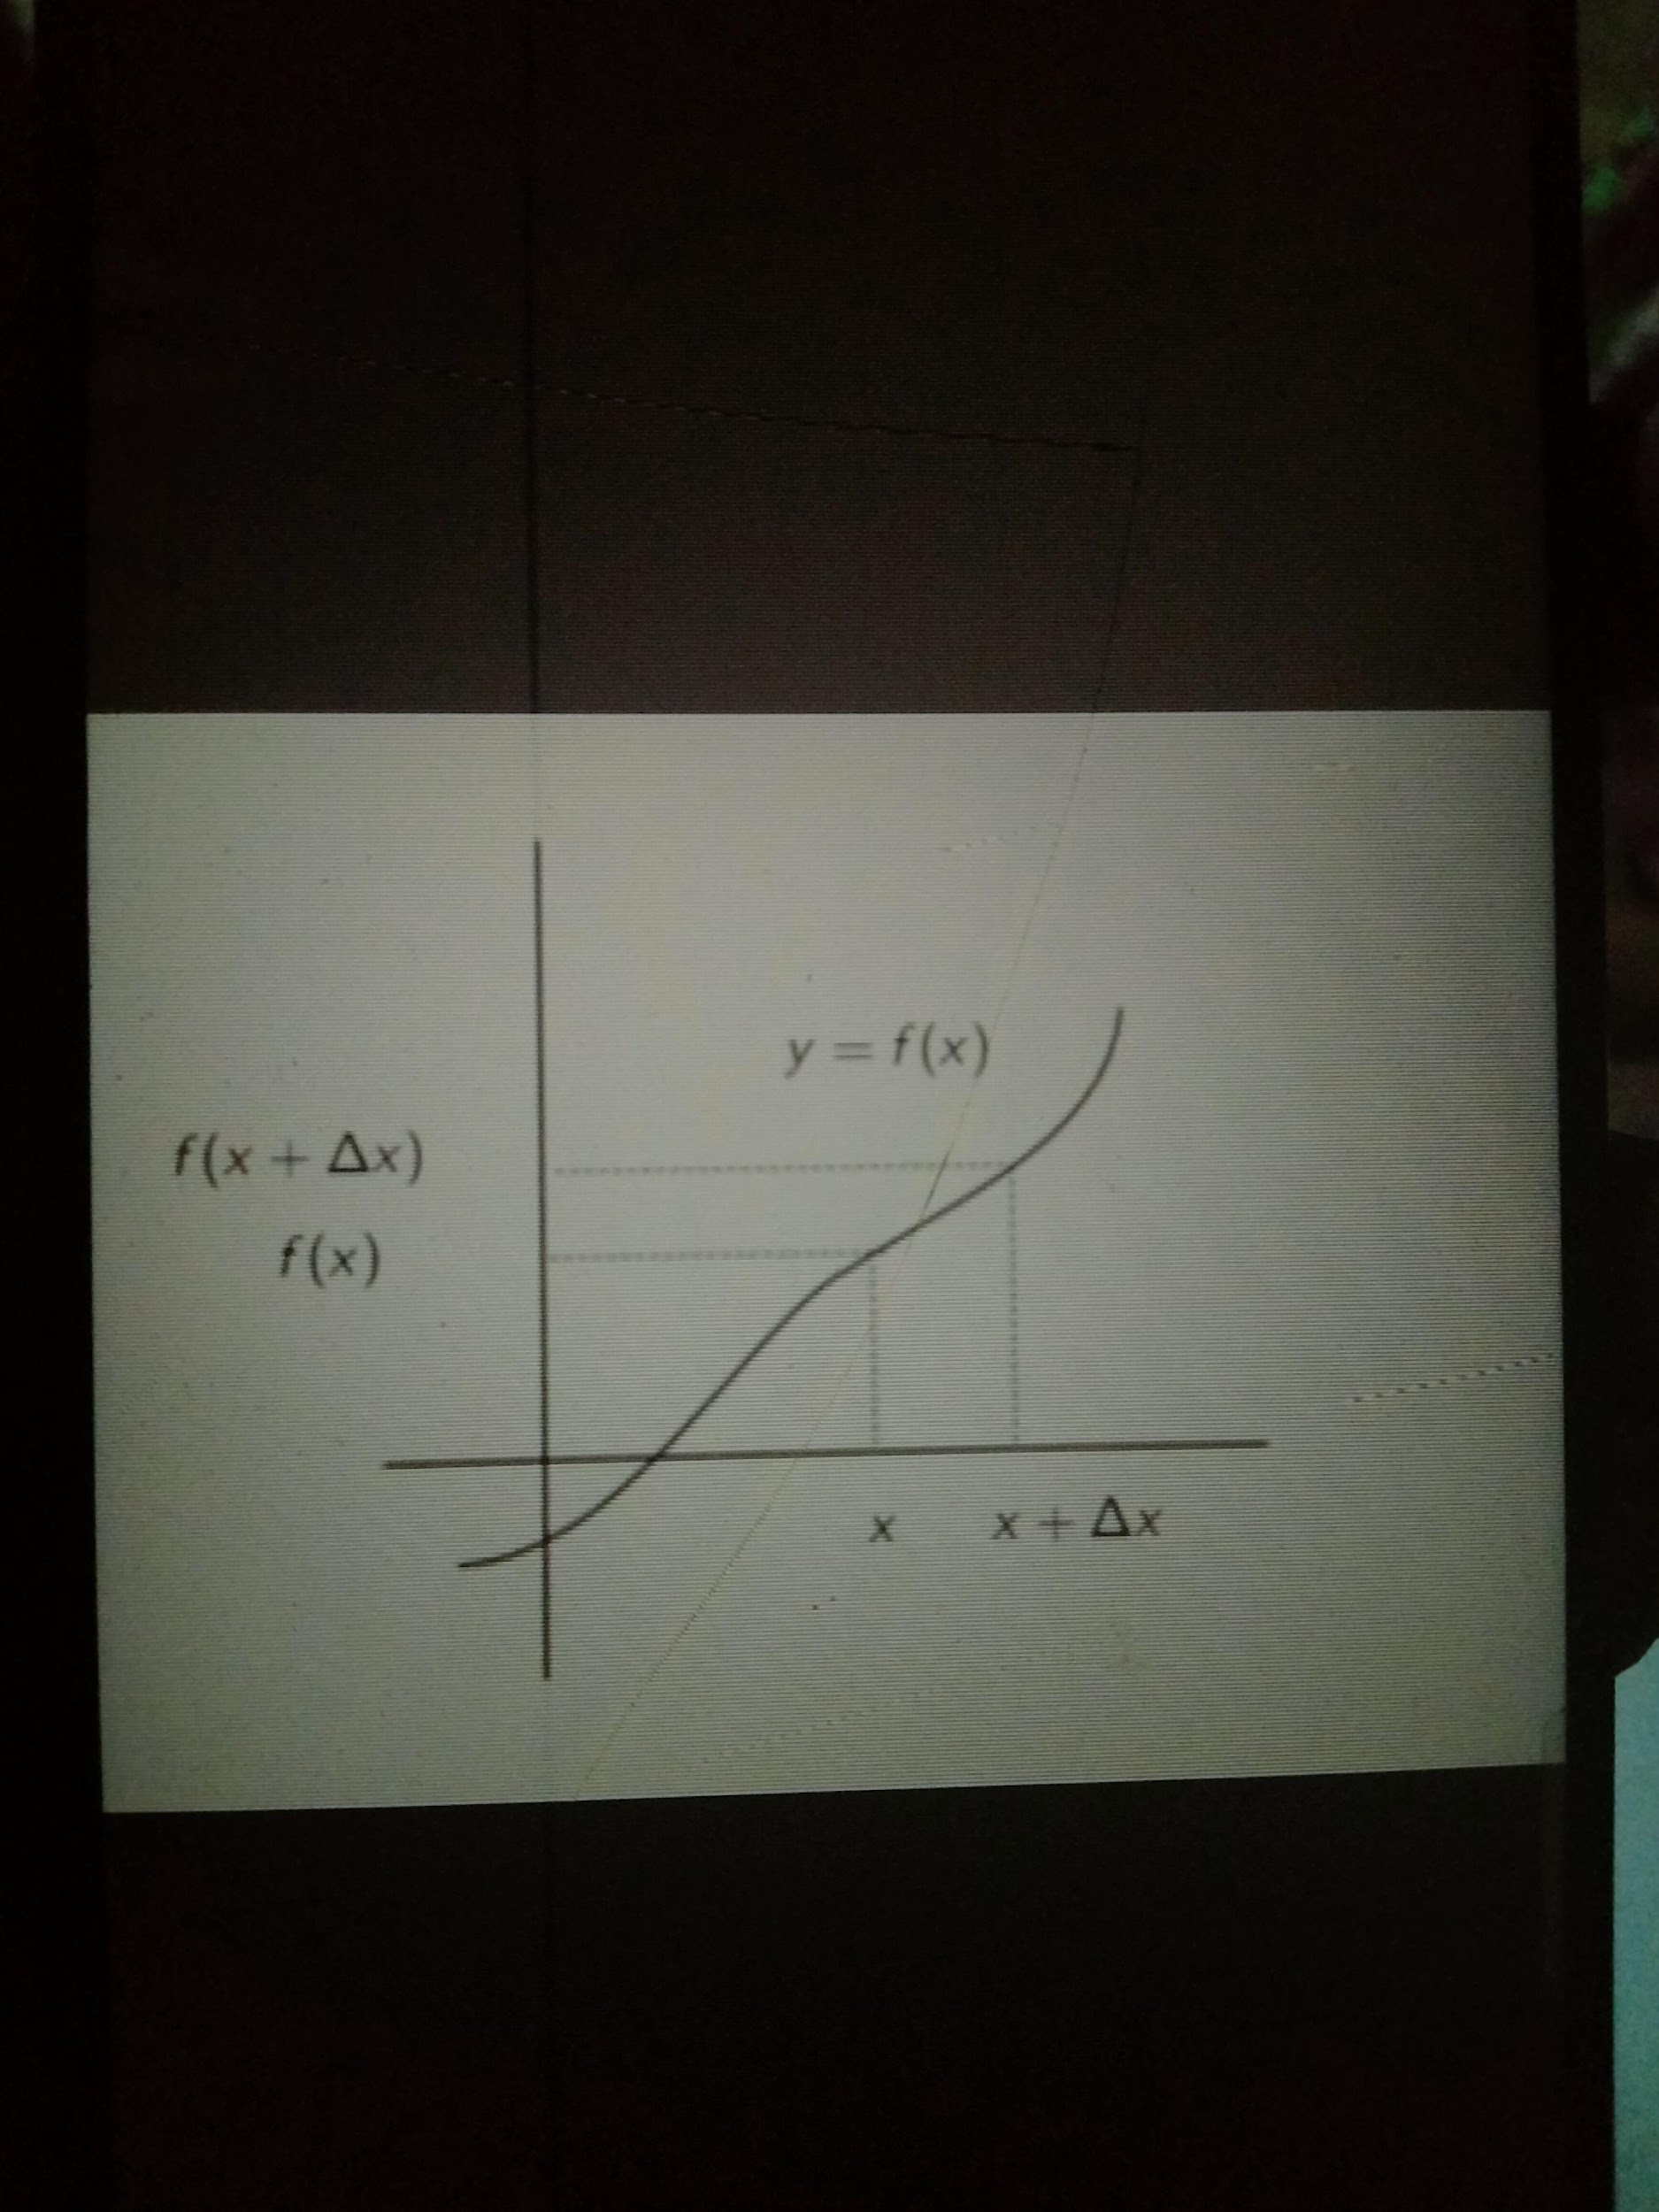 y = f(x)
f(x + Δx)
f(x)
x
x + Δx